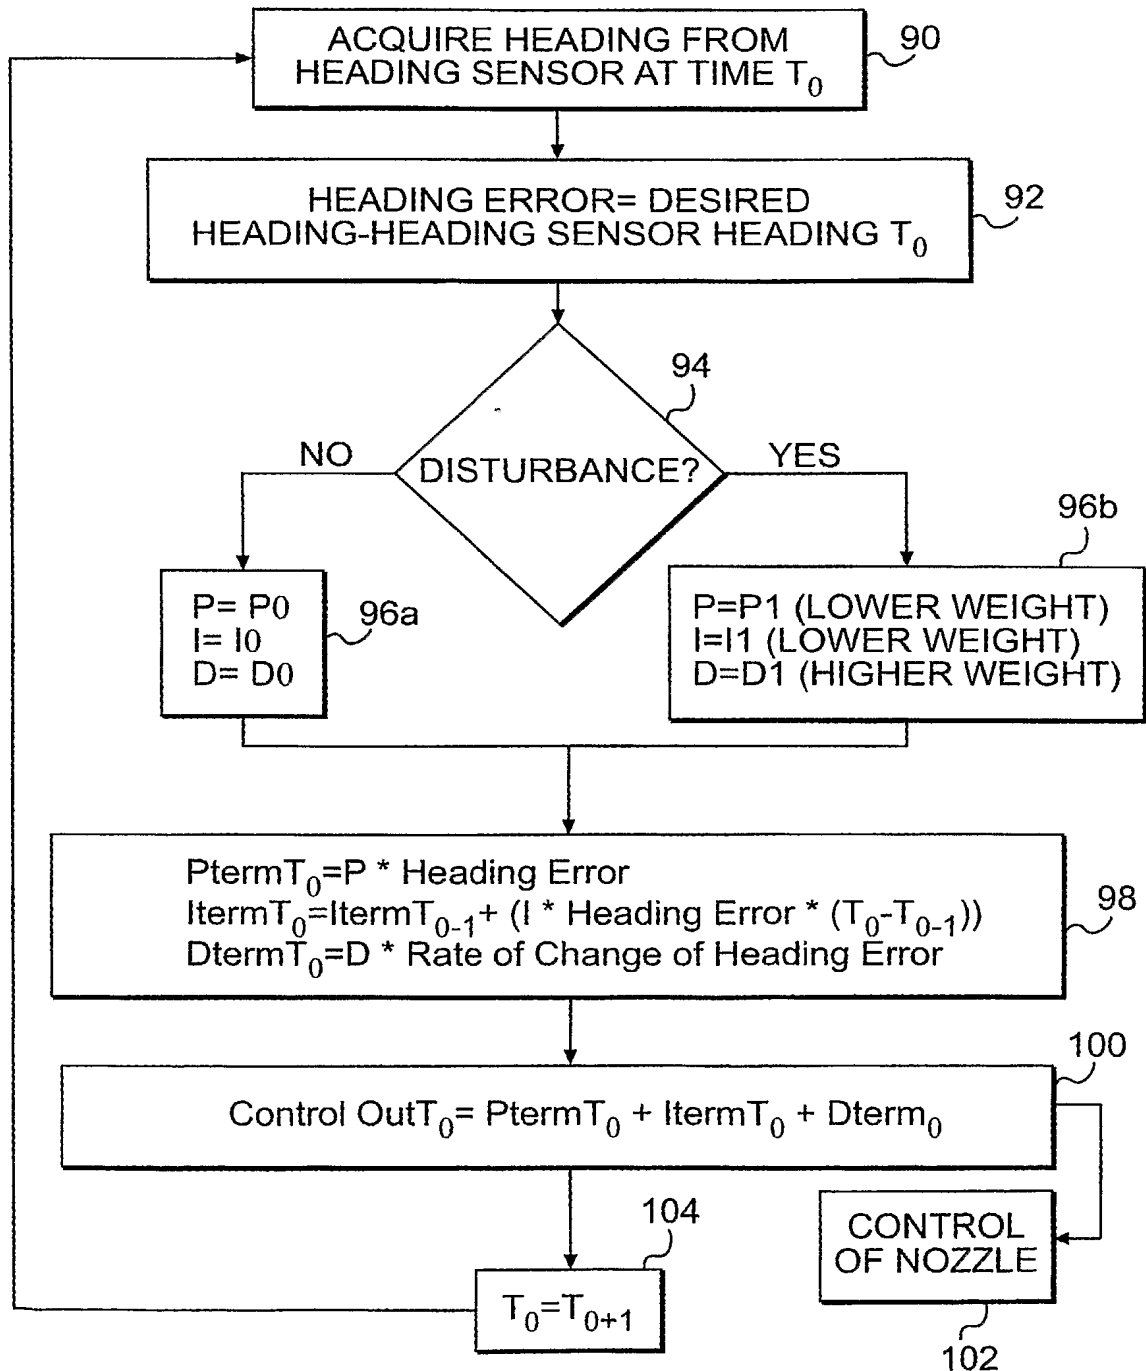 ACQUIRE HEADING FROM
HEADING SENSOR AT TIME T₀
90
HEADING ERROR= DESIRED
HEADING-HEADING SENSOR HEADING T₀
92
94
NO
DISTURBANCE?
YES
P= P0
I= I0
D= D0
96a
96b
P=P1 (LOWER WEIGHT)
I=I1 (LOWER WEIGHT)
D=D1 (HIGHER WEIGHT)
PtermT₀=P * Heading Error
ItermT₀=ItermT₀₋₁+ (I * Heading Error * (T₀-T₀₋₁))
DtermT₀=D * Rate of Change of Heading Error
98
100
Control OutT₀= PtermT₀ + ItermT₀ + Dterm₀
104
T₀=T₀₊₁
CONTROL
OF NOZZLE
102